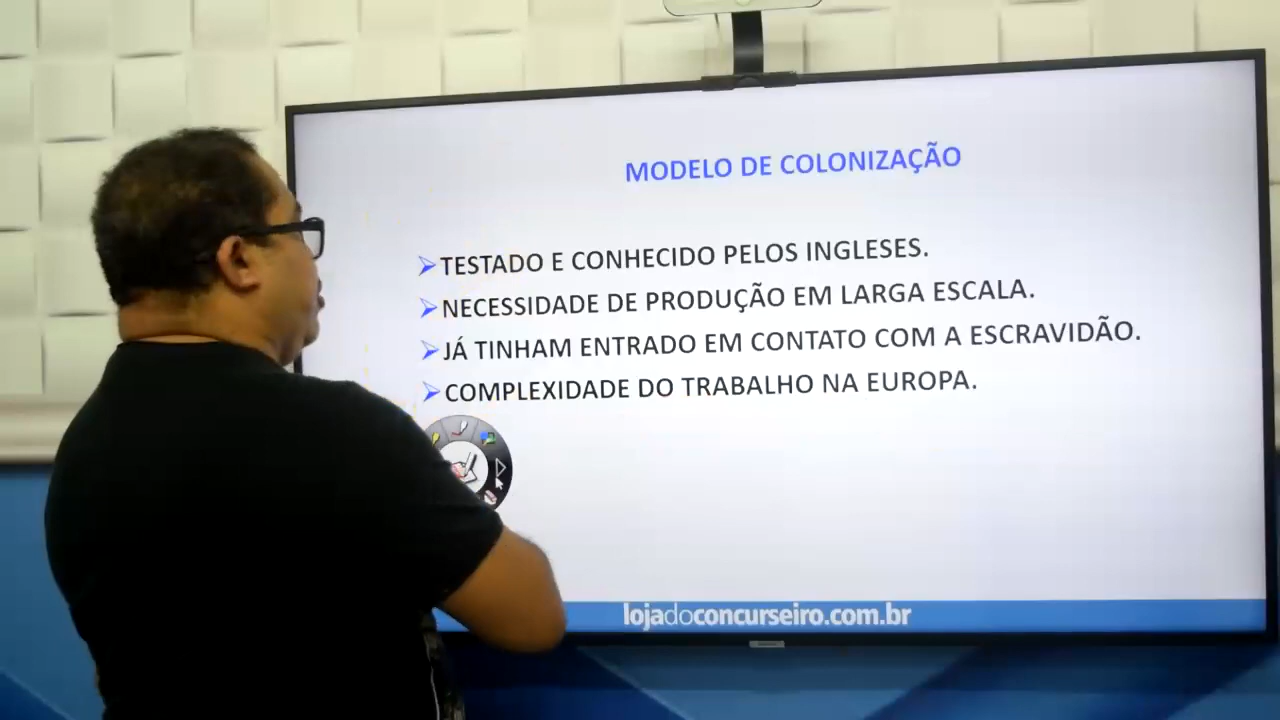 MODELO DE COLONIZAÇÃO
TESTADO E CONHECIDO PELOS INGLESES.
NECESSIDADE DE PRODUÇÃO EM LARGA ESCALA.
JÁ TINHAM ENTRADO EM CONTATO COM A ESCRAVIDÃO.
COMPLEXIDADE DO TRABALHO NA EUROPA.
lojadoconcurseiro.com.br